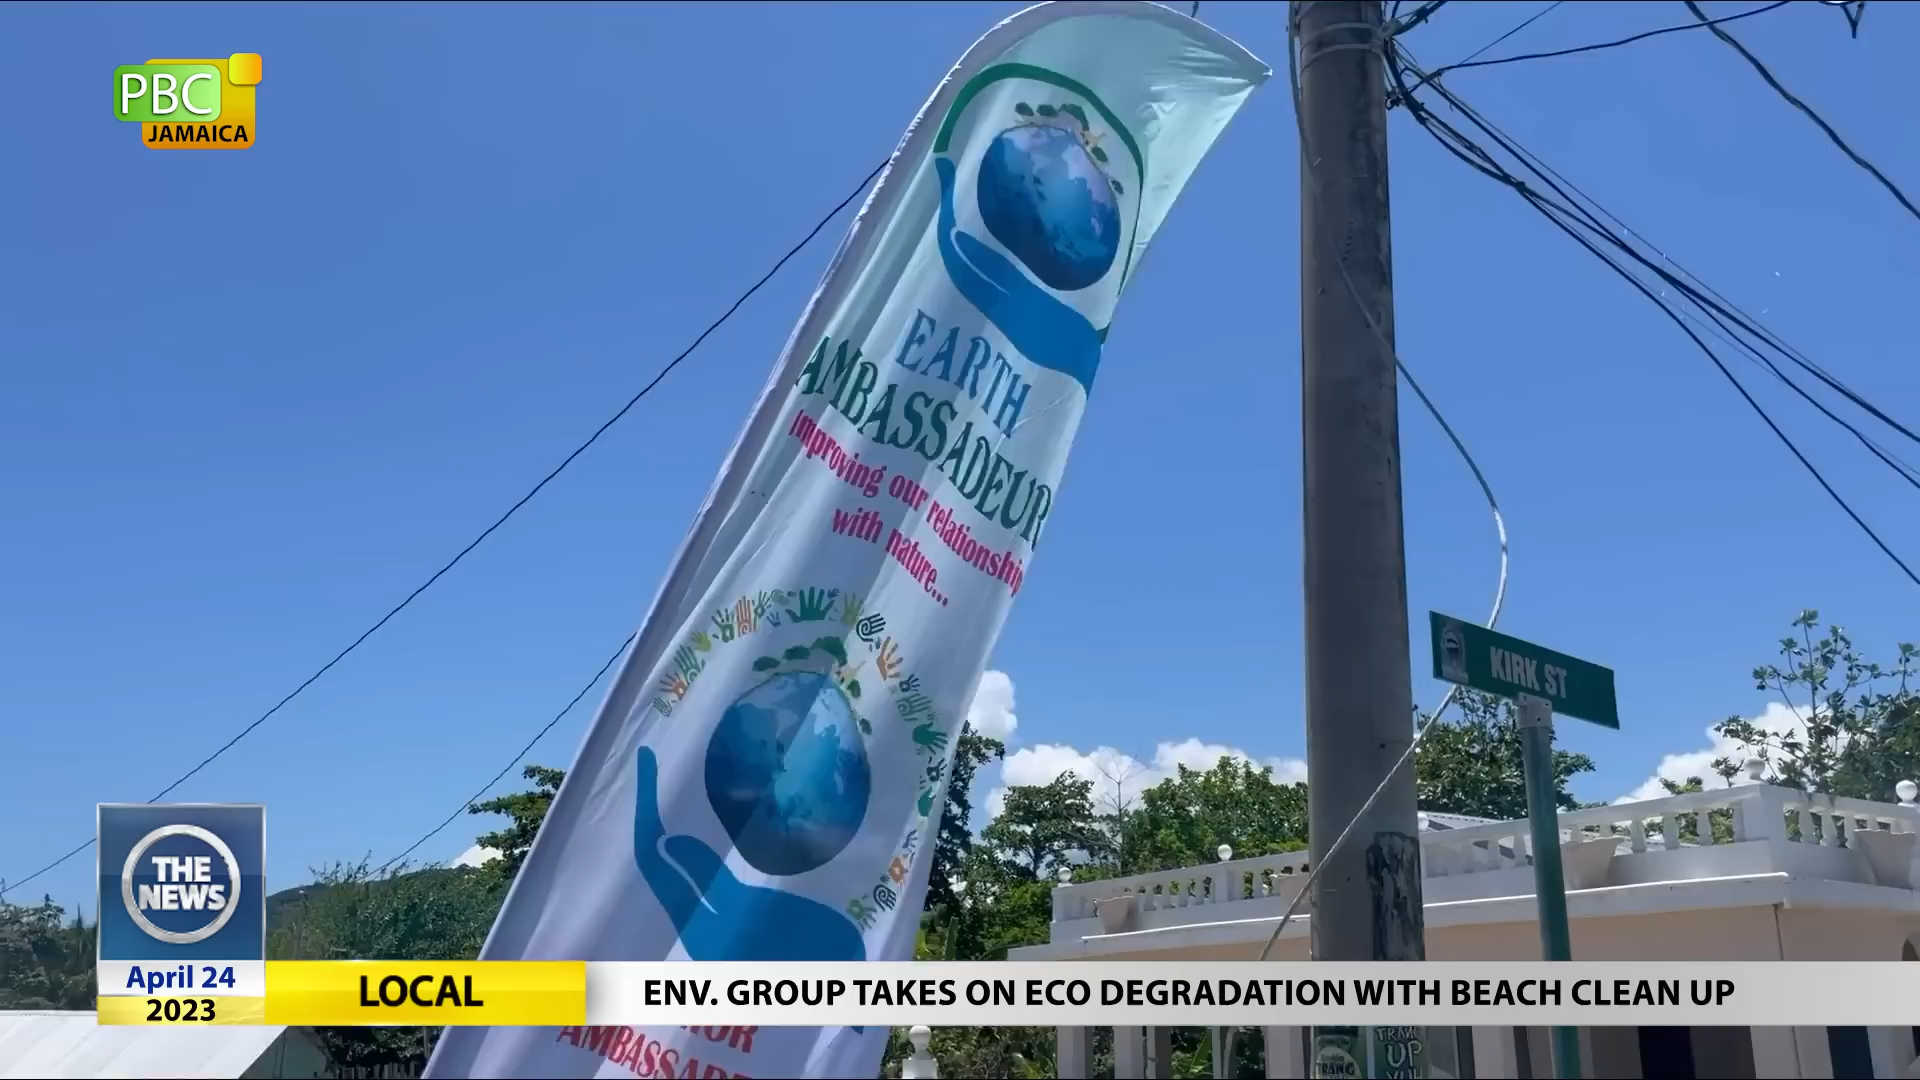 PBC
JAMAICA
EARTH
AMBASSADEUR
Improving our relationship
with nature...
KIRK ST
THE
NEWS
April 24
2023
LOCAL
ENV. GROUP TAKES ON ECO DEGRADATION WITH BEACH CLEAN UP
UP